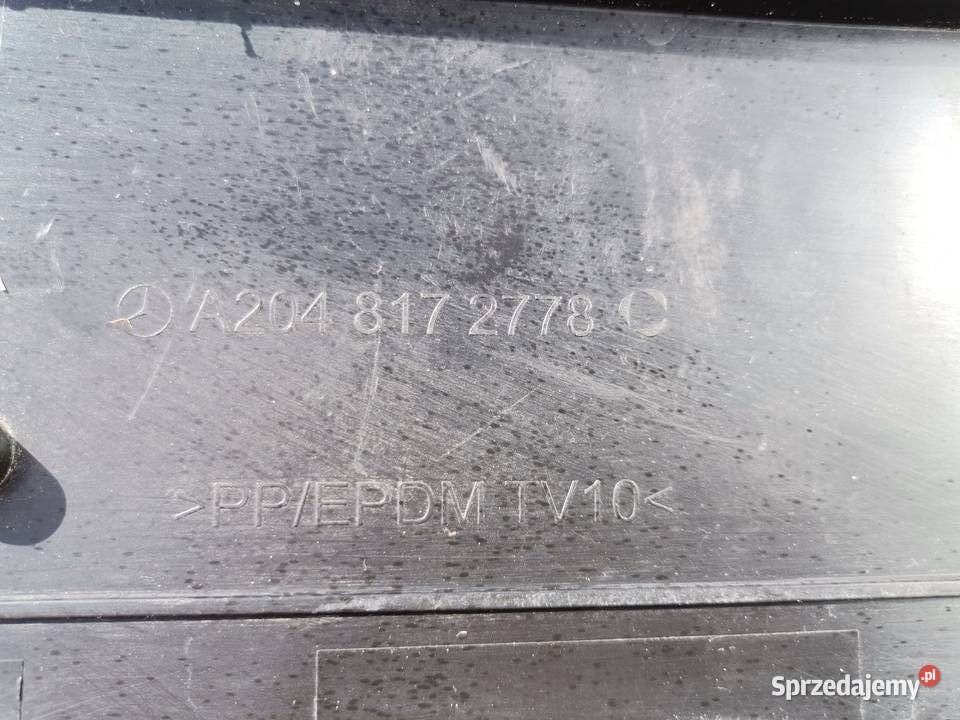 A204 817 2778 C
>PP/EPDM TV10<
Sprzedajemy.pl